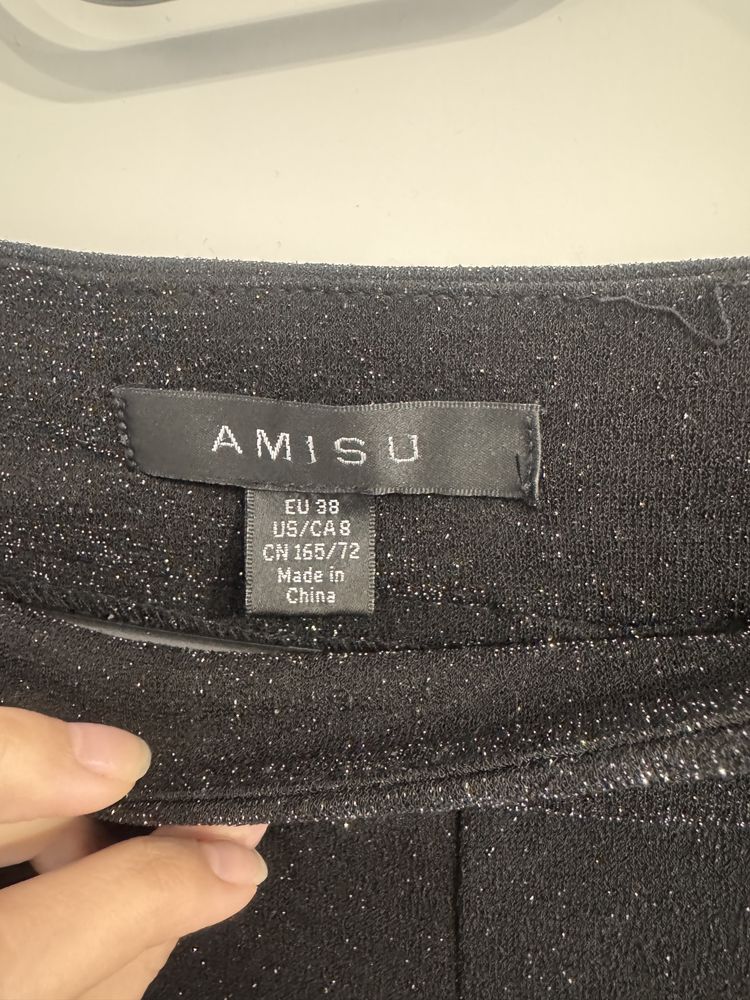 AMISU
EU 38
US/CA 8
CN 165/72
Made in
China